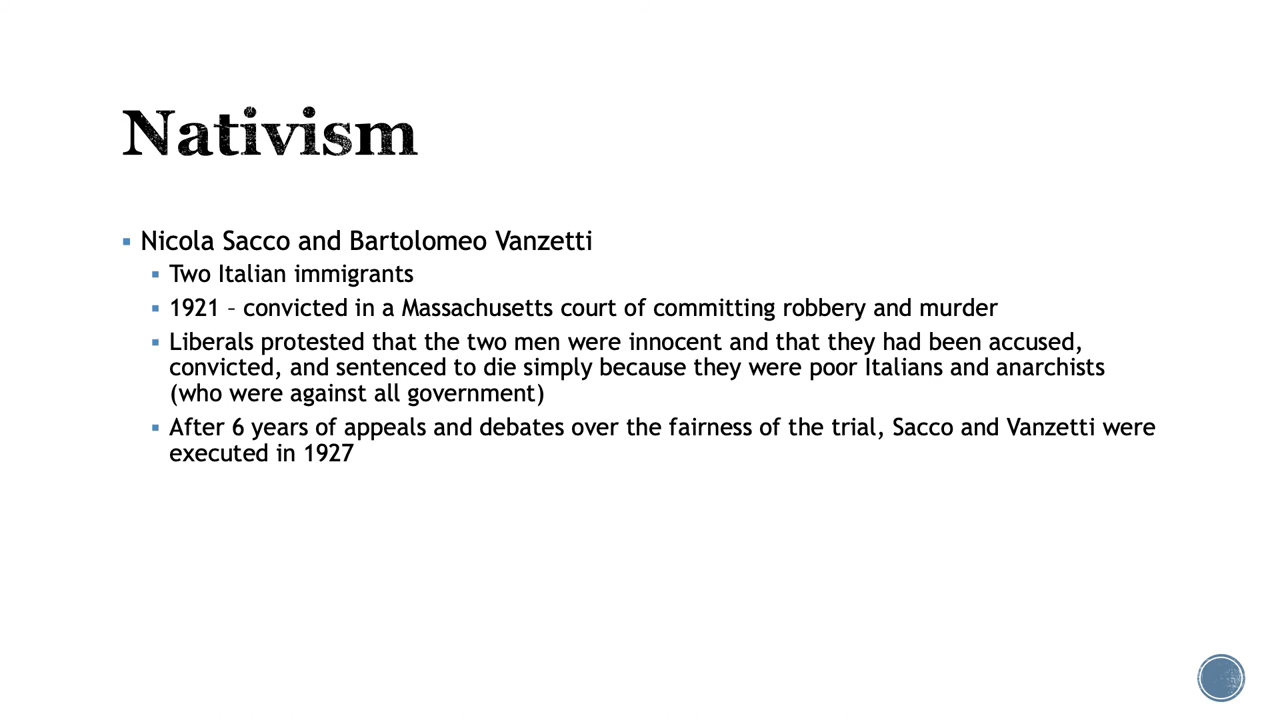 Nativism
▪ Nicola Sacco and Bartolomeo Vanzetti
▪ Two Italian immigrants
▪ 1921 – convicted in a Massachusetts court of committing robbery and murder
▪ Liberals protested that the two men were innocent and that they had been accused,
convicted, and sentenced to die simply because they were poor Italians and anarchists
(who were against all government)
▪ After 6 years of appeals and debates over the fairness of the trial, Sacco and Vanzetti were
executed in 1927